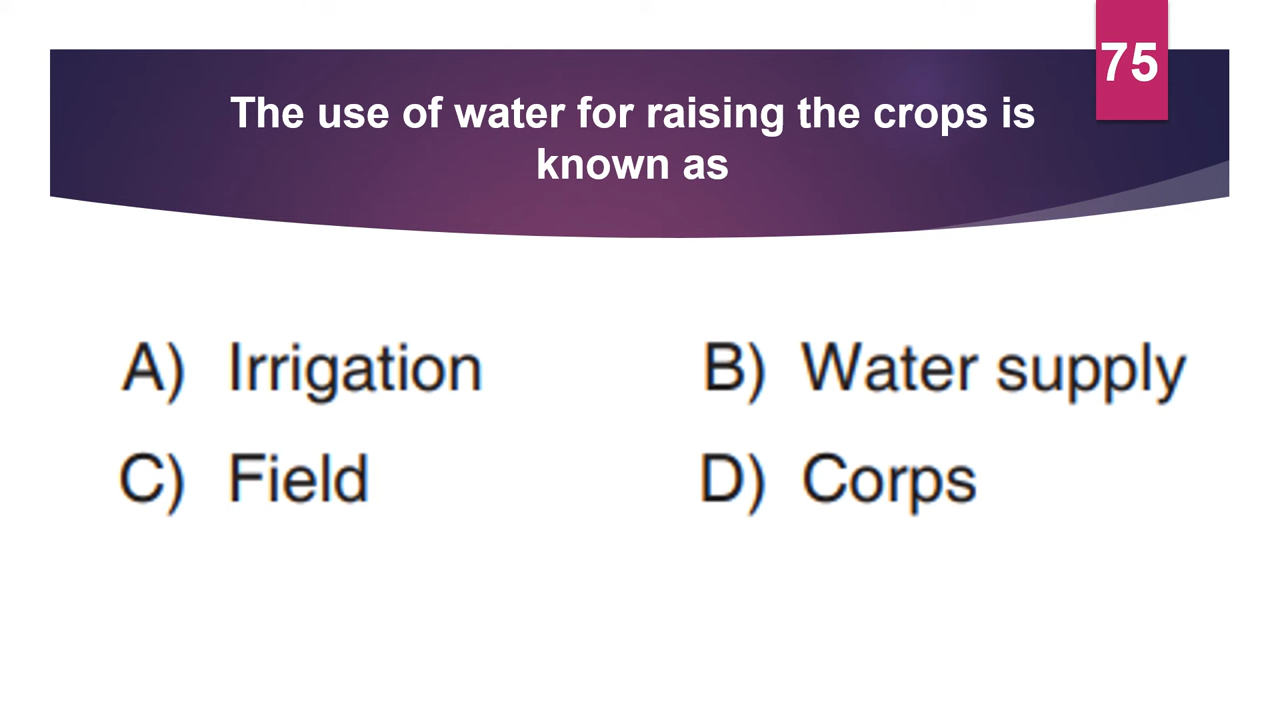 75
The use of water for raising the crops is
known as
A) Irrigation
B) Water supply
C) Field
D) Corps